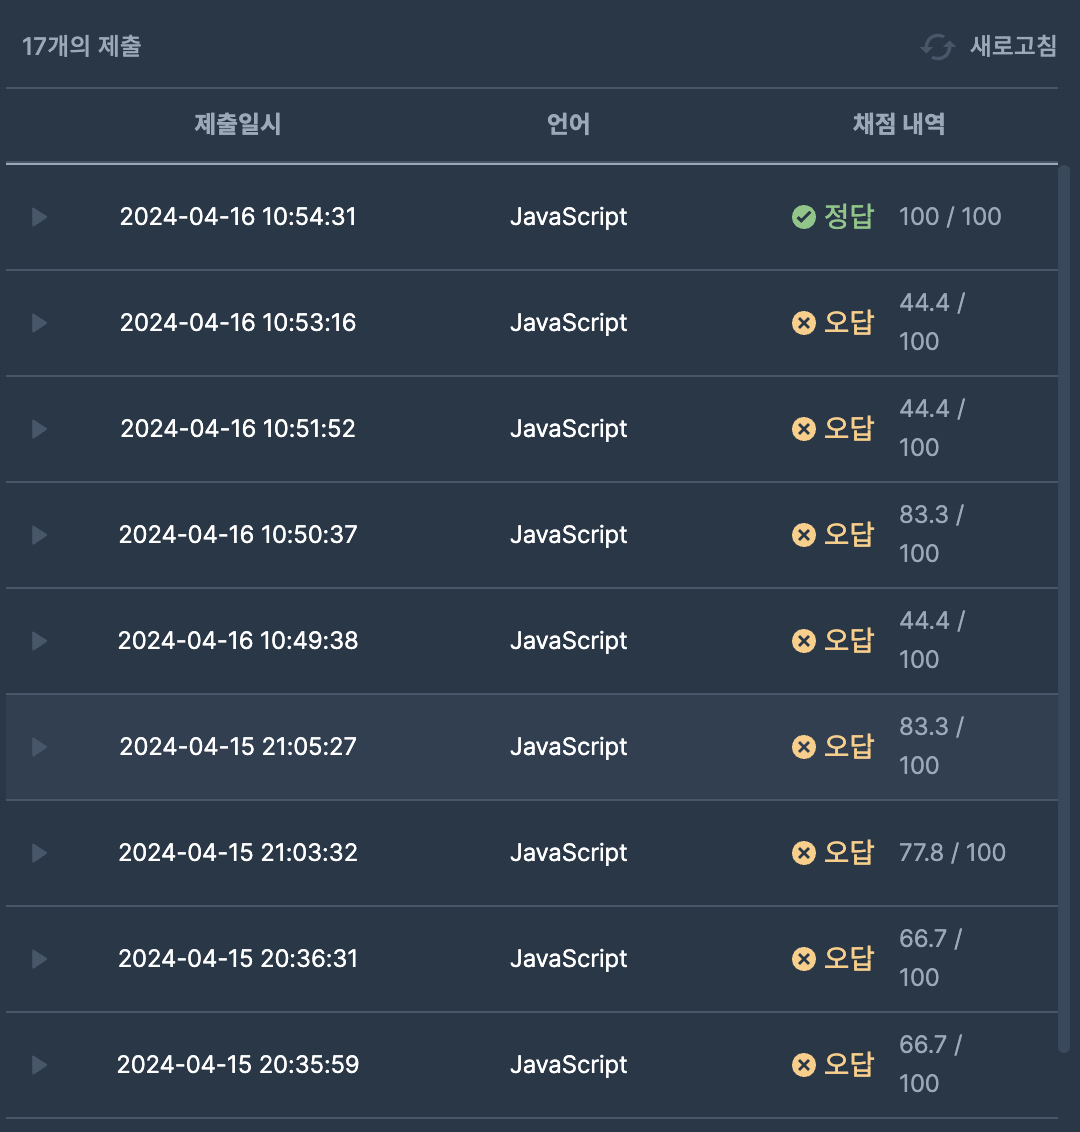 17개의 제출 새로고침
제출일시 언어 채점 내역
2024-04-16 10:54:31 JavaScript 정답 100 / 100
2024-04-16 10:53:16 JavaScript 오답 44.4 /
100
2024-04-16 10:51:52 JavaScript 오답 44.4 /
100
2024-04-16 10:50:37 JavaScript 오답 83.3 /
100
2024-04-16 10:49:38 JavaScript 오답 44.4 /
100
2024-04-15 21:05:27 JavaScript 오답 83.3 /
100
2024-04-15 21:03:32 JavaScript 오답 77.8 / 100
2024-04-15 20:36:31 JavaScript 오답 66.7 /
100
2024-04-15 20:35:59 JavaScript 오답 66.7 /
100